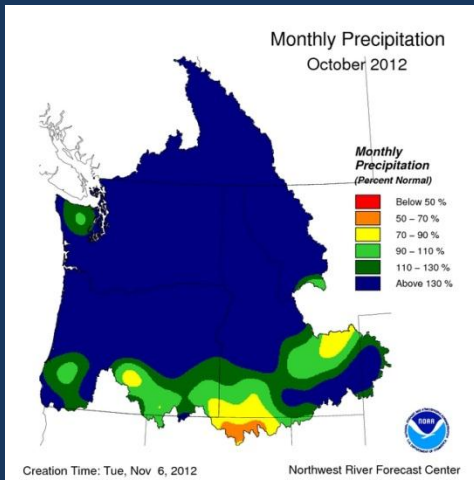 Monthly Precipitation
October 2012
Monthly
Precipitation
(Percent Normal)
Below 50 %
50 – 70 %
70 – 90 %
90 – 110 %
110 – 130 %
Above 130 %
NOAA
Creation Time: Tue, Nov 6, 2012
Northwest River Forecast Center